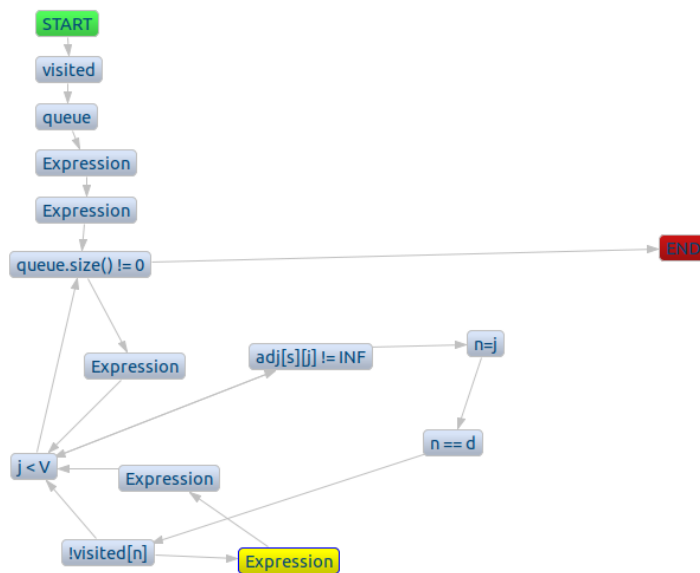 START
visited
queue
Expression
Expression
queue.size() != 0
END
Expression
adj[s][j] != INF
n=j
n == d
j < V
Expression
!visited[n]
Expression